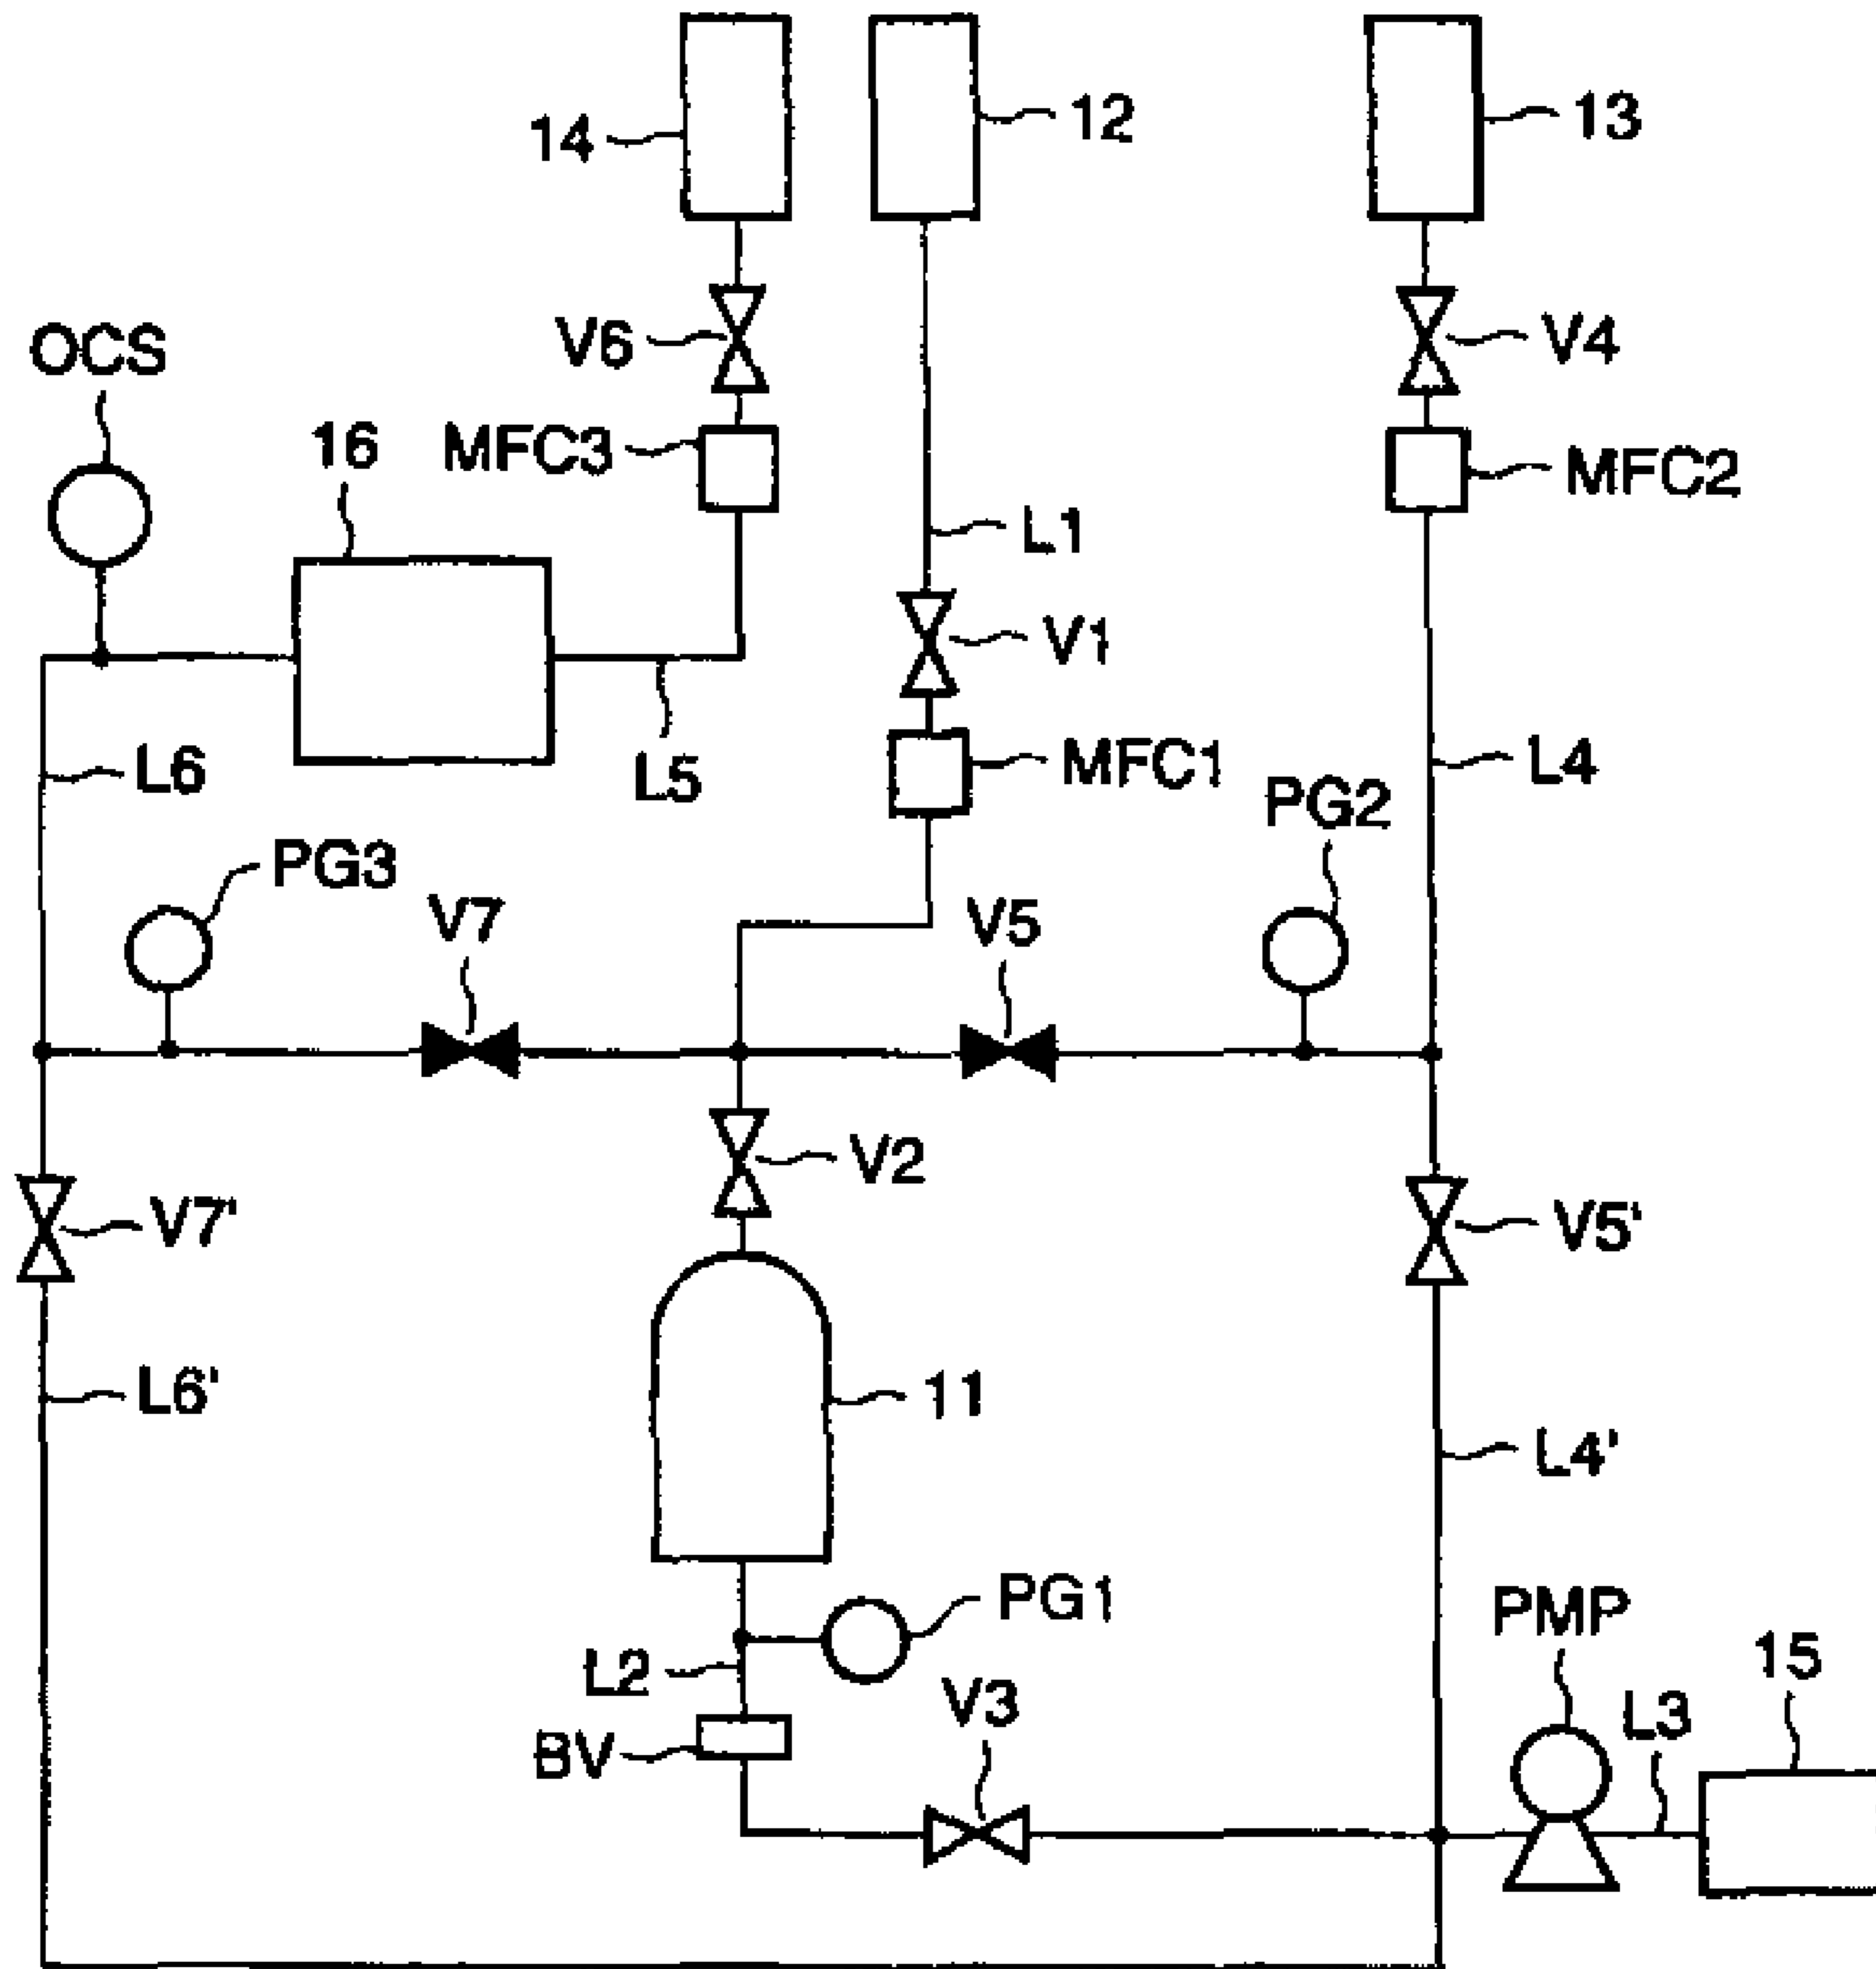 14
12
13
OCS
V6
V4
16
MFC3
MFC2
L1
V1
L6
L5
MFC1
L4
PG2
PG3
V7
V5
V2
V7'
V5'
L6'
11
L4'
PG1
PMP
L2
V3
L3
15
BV